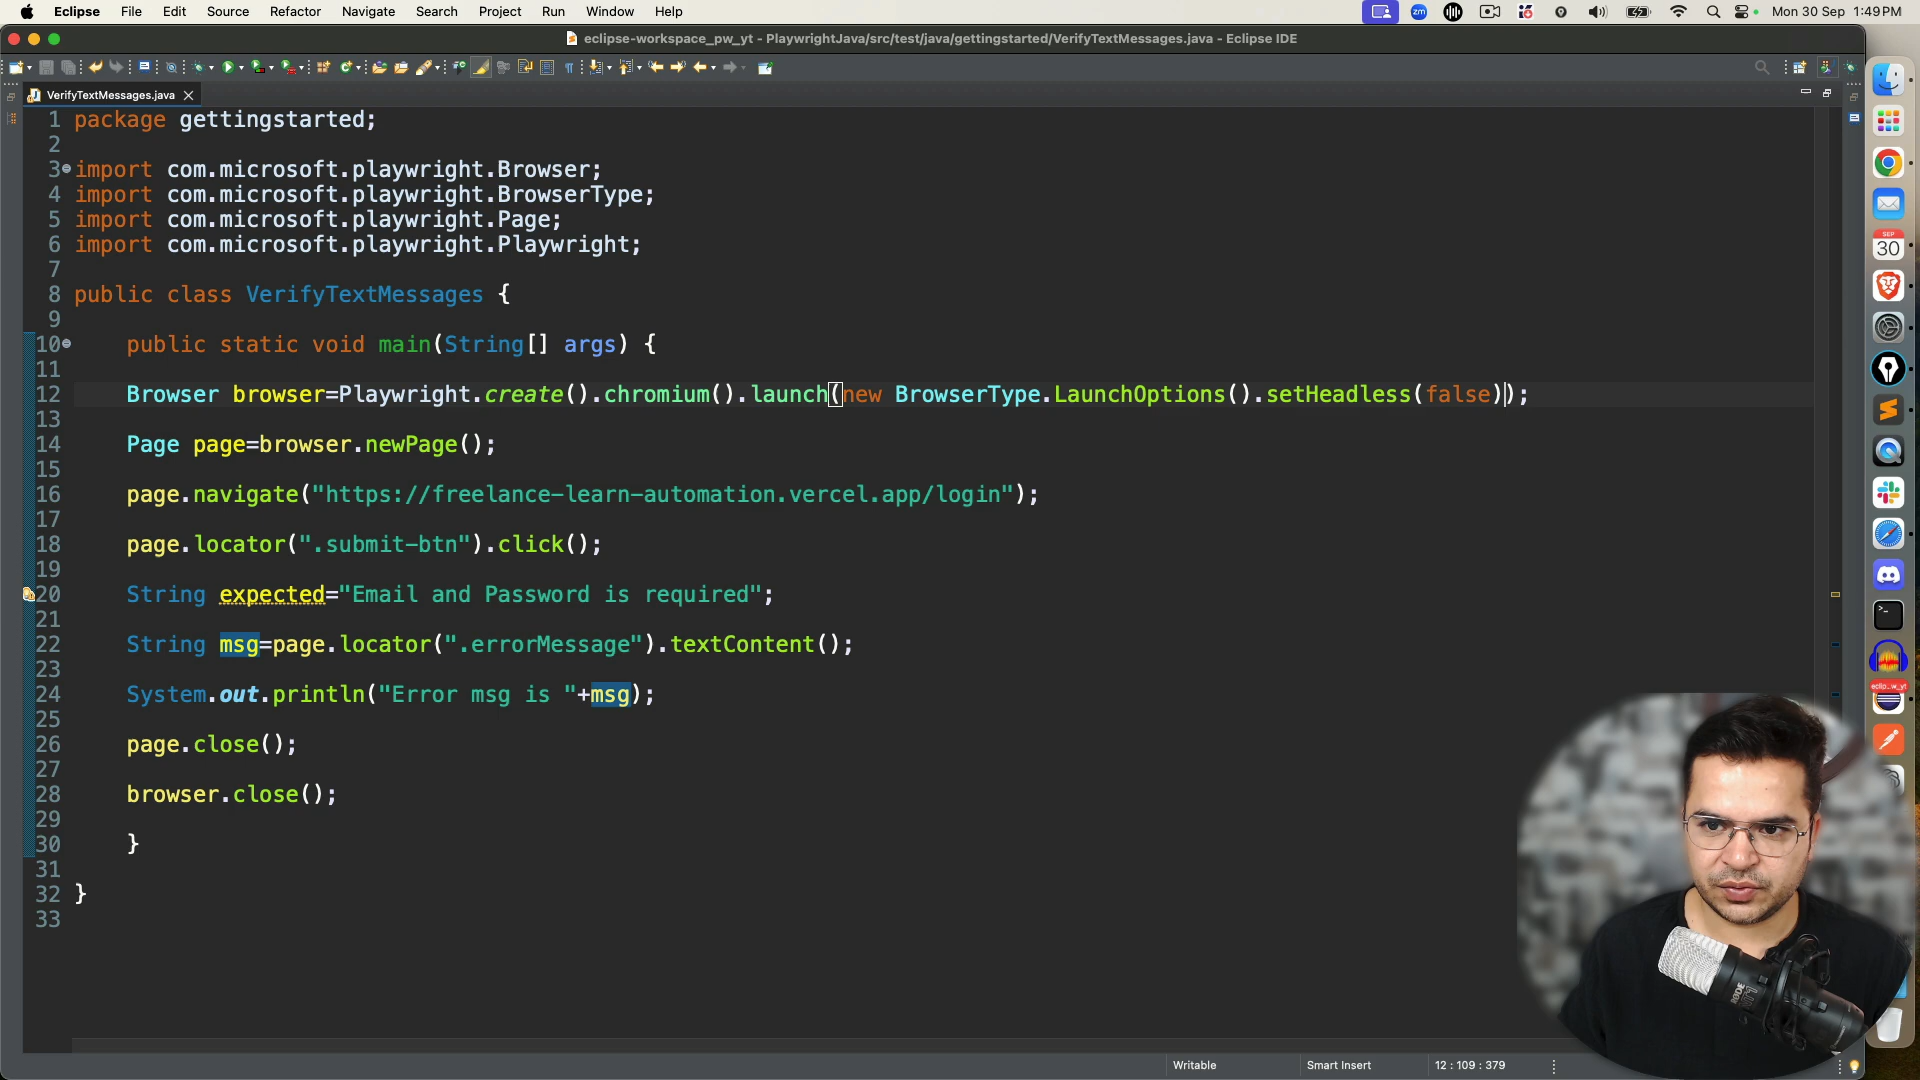 Eclipse File Edit Source Refactor Navigate Search Project Run Window Help
zm
Mon 30 Sep 1:49 PM
eclipse-workspace_pw_yt - PlaywrightJava/src/test/java/gettingstarted/VerifyTextMessages.java - Eclipse IDE
VerifyTextMessages.java
1 package gettingstarted;
2
3 import com.microsoft.playwright.Browser;
4 import com.microsoft.playwright.BrowserType;
5 import com.microsoft.playwright.Page;
6 import com.microsoft.playwright.Playwright;
7
8 public class VerifyTextMessages {
9
10 public static void main(String[] args) {
11
12 Browser browser=Playwright.create().chromium().launch(new BrowserType.LaunchOptions().setHeadless(false));
13
14 Page page=browser.newPage();
15
16 page.navigate("https://freelance-learn-automation.vercel.app/login");
17
18 page.locator(".submit-btn").click();
19
20 String expected="Email and Password is required";
21
22 String msg=page.locator(".errorMessage").textContent();
23
24 System.out.println("Error msg is "+msg);
25
26 page.close();
27
28 browser.close();
29
30 }
31
32 }
33
SEP
30
eclip..w_yt
RODE
Writable Smart Insert 12 : 109 : 379